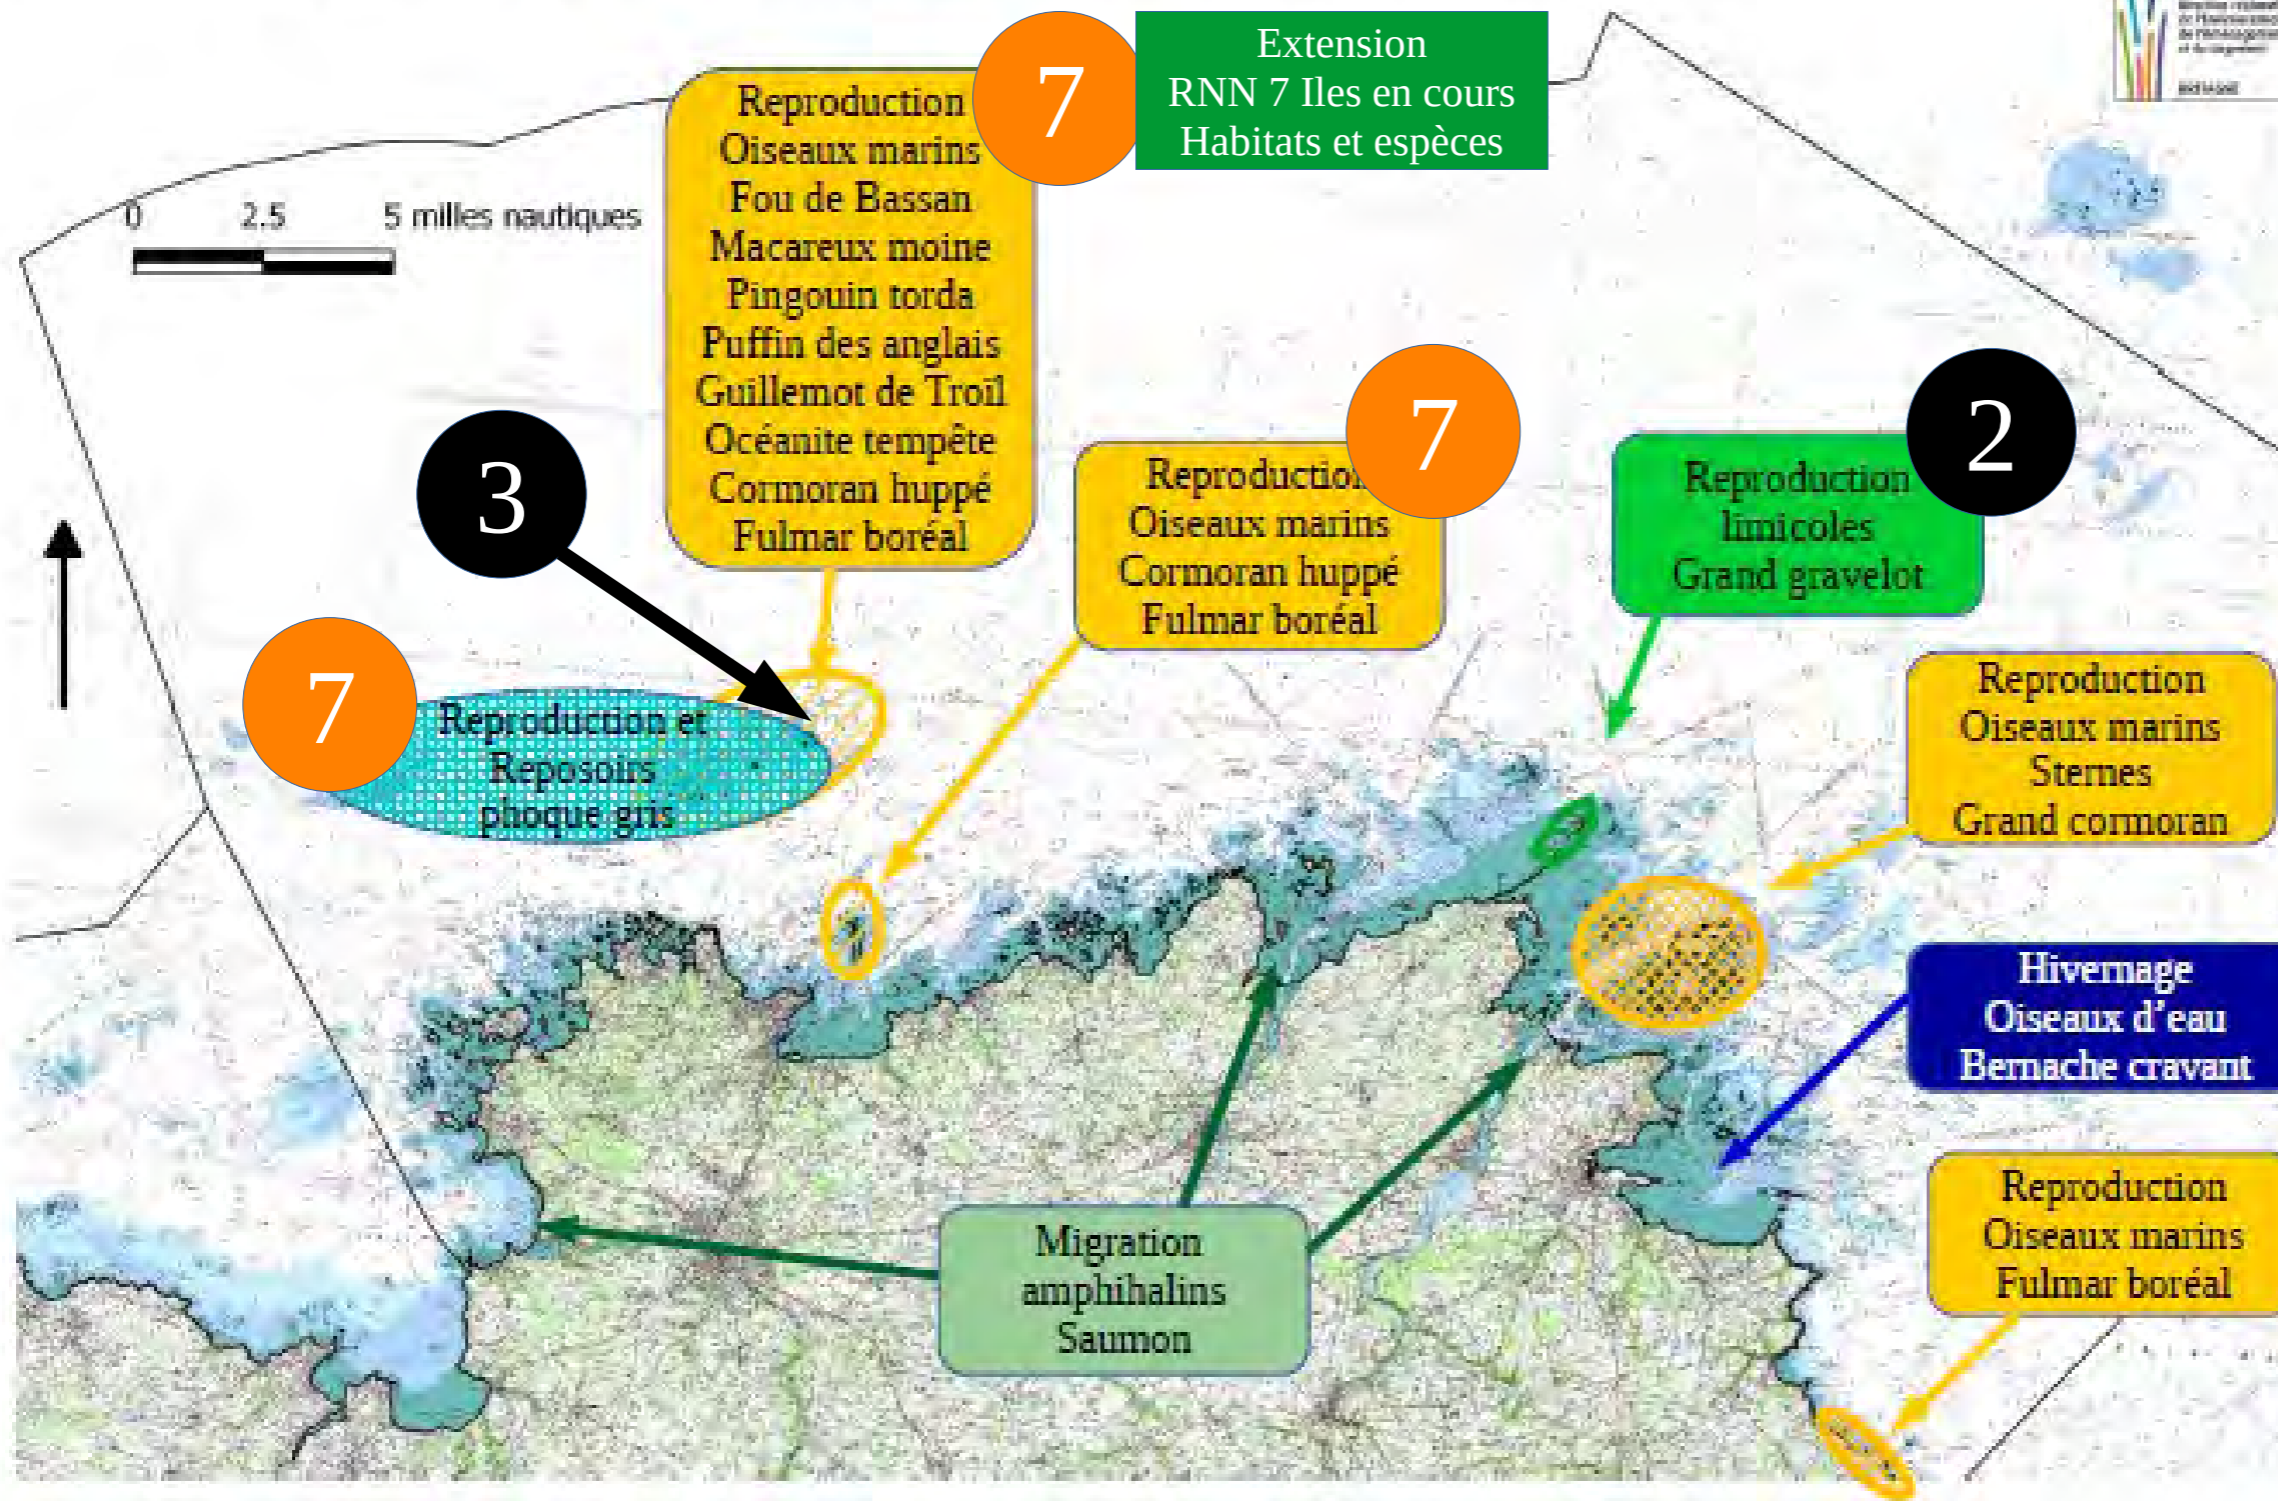 7
Extension
RNN 7 Iles en cours
Habitats et espèces
Reproduction
Oiseaux marins
Fou de Bassan
Macareux moine
Pingouin torda
Puffin des anglais
Guillemot de Troïl
Océanite tempête
Cormoran huppé
Fulmar boréal
0 2.5 5 milles nautiques
3
7
Reproduction
Oiseaux marins
Cormoran huppé
Fulmar boréal
2
Reproduction
limicoles
Grand gravelot
7
Reproduction et
Reposoirs
phoque gris
Reproduction
Oiseaux marins
Sternes
Grand cormoran
Hivernage
Oiseaux d'eau
Bernache cravant
Migration
amphihalins
Saumon
Reproduction
Oiseaux marins
Fulmar boréal